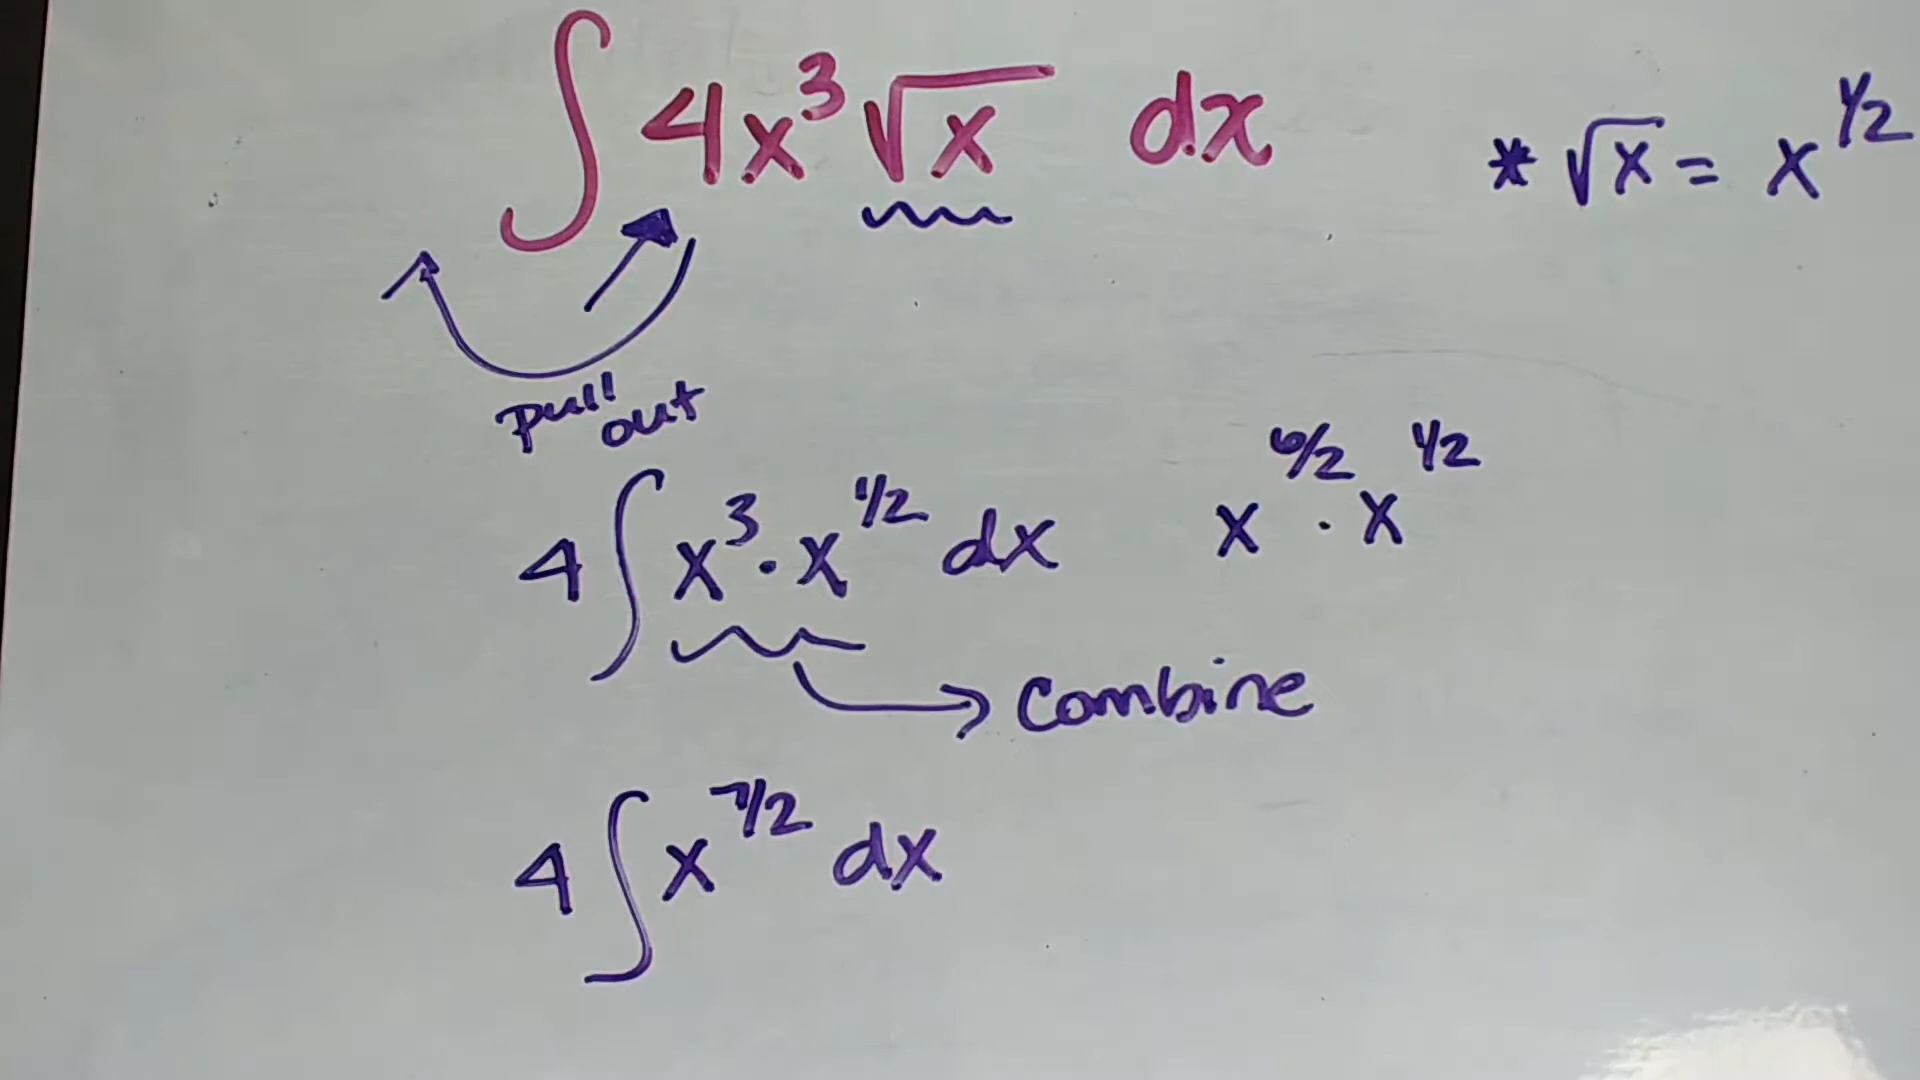 ∫ 4x³√x dx
* √x = x^1/2
pull out
4∫ x³ · x^1/2 dx
x^6/2 · x^1/2
combine
4∫ x^7/2 dx